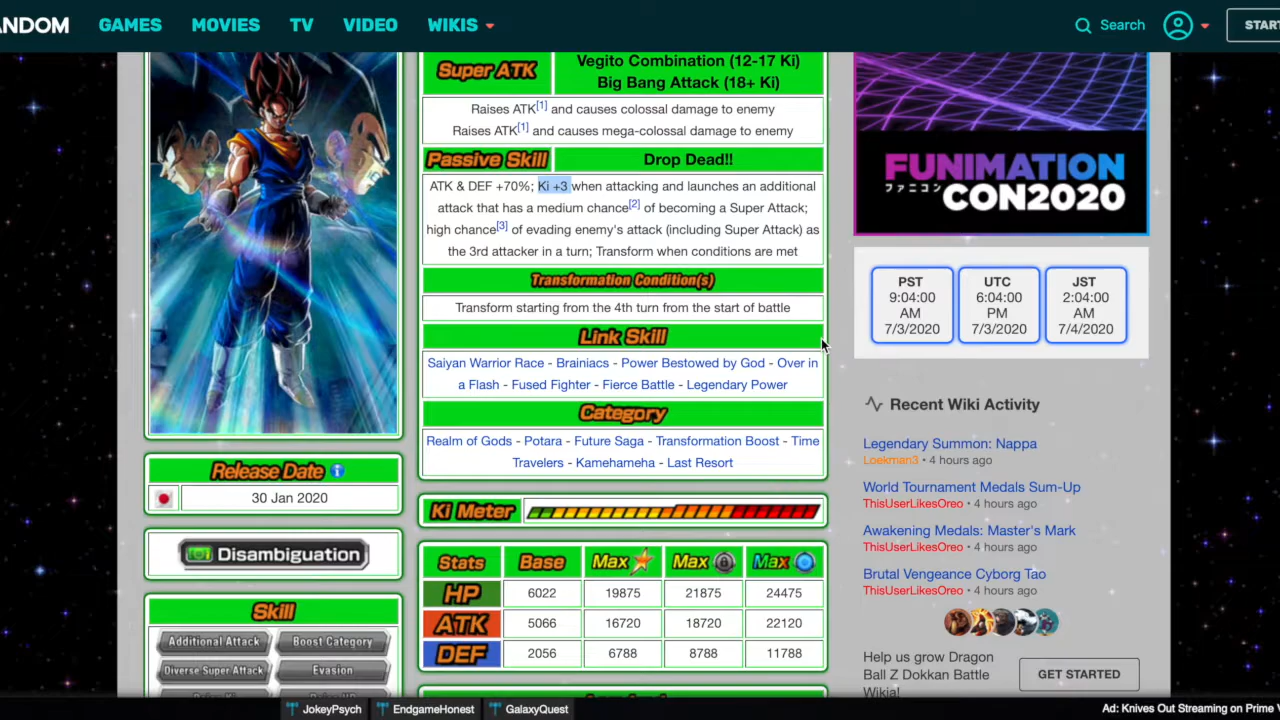 ANDOM
GAMES
MOVIES
TV
VIDEO
WIKIS
Search
START
Super ATK
Vegito Combination (12-17 Ki)
Big Bang Attack (18+ Ki)
Raises ATK[1] and causes colossal damage to enemy
Raises ATK[1] and causes mega-colossal damage to enemy
Passive Skill
Drop Dead!!
ATK & DEF +70%; Ki +3 when attacking and launches an additional
attack that has a medium chance[2] of becoming a Super Attack;
high chance[3] of evading enemy's attack (including Super Attack) as
the 3rd attacker in a turn; Transform when conditions are met
Transformation Condition(s)
Transform starting from the 4th turn from the start of battle
Link Skill
Saiyan Warrior Race - Brainiacs - Power Bestowed by God - Over in
a Flash - Fused Fighter - Fierce Battle - Legendary Power
Category
Realm of Gods - Potara - Future Saga - Transformation Boost - Time
Travelers - Kamehameha - Last Resort
Release Date
30 Jan 2020
Disambiguation
Skill
Additional Attack
Boost Category
Diverse Super Attack
Evasion
Ki Meter
Stats Base Max Max Max
HP 6022 19875 21875 24475
ATK 5066 16720 18720 22120
DEF 2056 6788 8788 11788
FUNIMATION
ファニコン CON2020
PST
9:04:00
AM
7/3/2020
UTC
6:04:00
PM
7/3/2020
JST
2:04:00
AM
7/4/2020
Recent Wiki Activity
Legendary Summon: Nappa
Loekman3 • 4 hours ago
World Tournament Medals Sum-Up
ThisUserLikesOreo • 4 hours ago
Awakening Medals: Master's Mark
ThisUserLikesOreo • 4 hours ago
Brutal Vengeance Cyborg Tao
ThisUserLikesOreo • 4 hours ago
Help us grow Dragon
Ball Z Dokkan Battle
Wikia!
GET STARTED
JokeyPsych
EndgameHonest
GalaxyQuest
Ad: Knives Out Streaming on Prime V